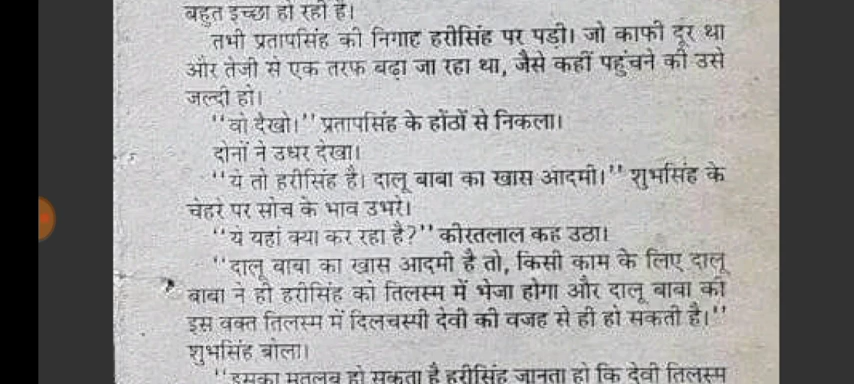 बहुत इच्छा हो रही है।
तभी प्रतापसिंह की निगाह हरीसिंह पर पड़ी। जो काफी दूर था
और तेजी से एक तरफ बढ़ा जा रहा था, जैसे कहीं पहुंचने की उसे
जल्दी हो।
"वो देखो।" प्रतापसिंह के होंठों से निकला।
दोनों ने उधर देखा।
"ये तो हरीसिंह है। दालू बाबा का खास आदमी।" शुभसिंह के
चेहरे पर सोच के भाव उभरे।
"ये यहां क्या कर रहा है?" कीरतलाल कह उठा।
"दालू बाबा का खास आदमी है तो, किसी काम के लिए दालू
बाबा ने ही हरीसिंह को तिलस्म में भेजा होगा और दालू बाबा की
इस वक्त तिलस्म में दिलचस्पी देवी की वजह से ही हो सकती है।"
शुभसिंह बोला।
"इसका मतलब हो सकता है हरीसिंह जानता हो कि देवी तिलस्म